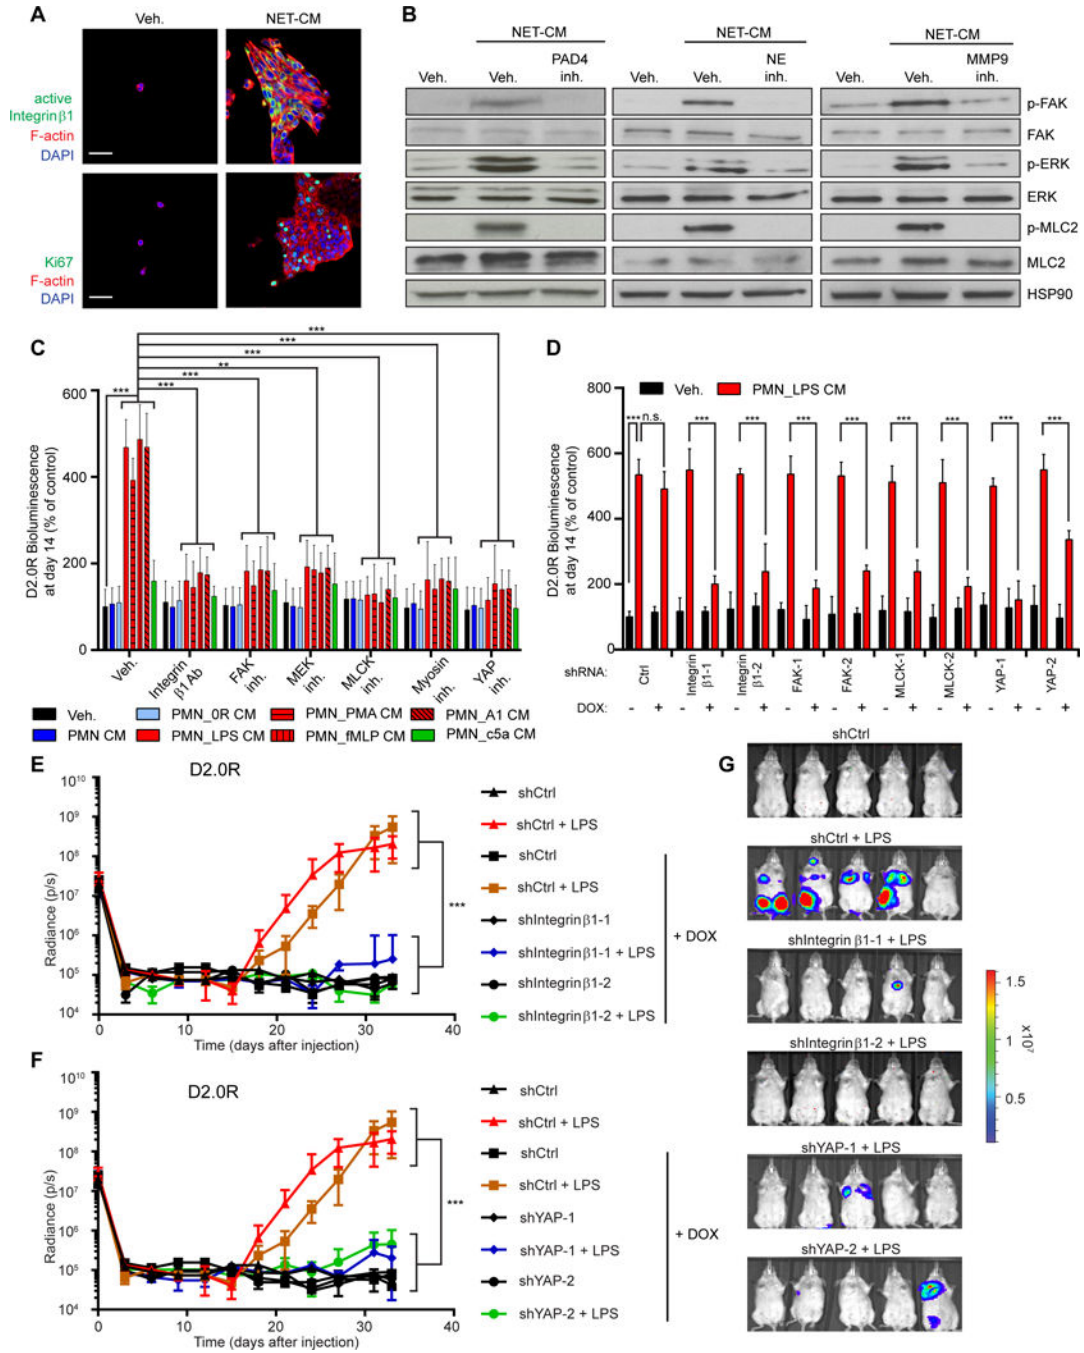 A
Veh.
NET-CM
active
Integrin β1
F-actin
DAPI
Ki67
F-actin
DAPI
B
NET-CM
NET-CM
NET-CM
Veh.
Veh.
PAD4
inh.
Veh.
Veh.
NE
inh.
Veh.
Veh.
MMP9
inh.
p-FAK
FAK
p-ERK
ERK
p-MLC2
MLC2
HSP90
C
***
***
***
**
***
***
***
600
400
200
0
D2.0R Bioluminescence
at day 14 (% of control)
Veh.
Integrin
β1Ab
FAK
inh.
MEK
inh.
MLCK
inh.
Myosin
inh.
YAP
inh.
Veh.
PMN_0R CM
PMN_PMA CM
PMN_A1 CM
PMN CM
PMN_LPS CM
PMN_fMLP CM
PMN_c5a CM
D
Veh.
PMN_LPS CM
800
600
400
200
0
D2.0R Bioluminescence
at day 14 (% of control)
***
n.s.
***
***
***
***
***
***
***
***
shRNA:
Ctrl
Integrin
β1-1
Integrin
β1-2
FAK-1
FAK-2
MLCK-1
MLCK-2
YAP-1
YAP-2
DOX: - + - + - + - + - + - + - + - + - +
E
D2.0R
10¹⁰
10⁹
10⁸
10⁷
10⁶
10⁵
10⁴
Radiance (p/s)
0 10 20 30 40
Time (days after injection)
***
shCtrl
shCtrl + LPS
shCtrl
shCtrl + LPS
shIntegrin β1-1
shIntegrin β1-1 + LPS
shIntegrin β1-2
shIntegrin β1-2 + LPS
+ DOX
F
D2.0R
10¹⁰
10⁹
10⁸
10⁷
10⁶
10⁵
10⁴
Radiance (p/s)
0 10 20 30 40
Time (days after injection)
***
shCtrl
shCtrl + LPS
shCtrl
shCtrl + LPS
shYAP-1
shYAP-1 + LPS
shYAP-2
shYAP-2 + LPS
+ DOX
G
shCtrl
shCtrl + LPS
shIntegrin β1-1 + LPS
shIntegrin β1-2 + LPS
shYAP-1 + LPS
shYAP-2 + LPS
1.5
1.0
0.5
x10⁷